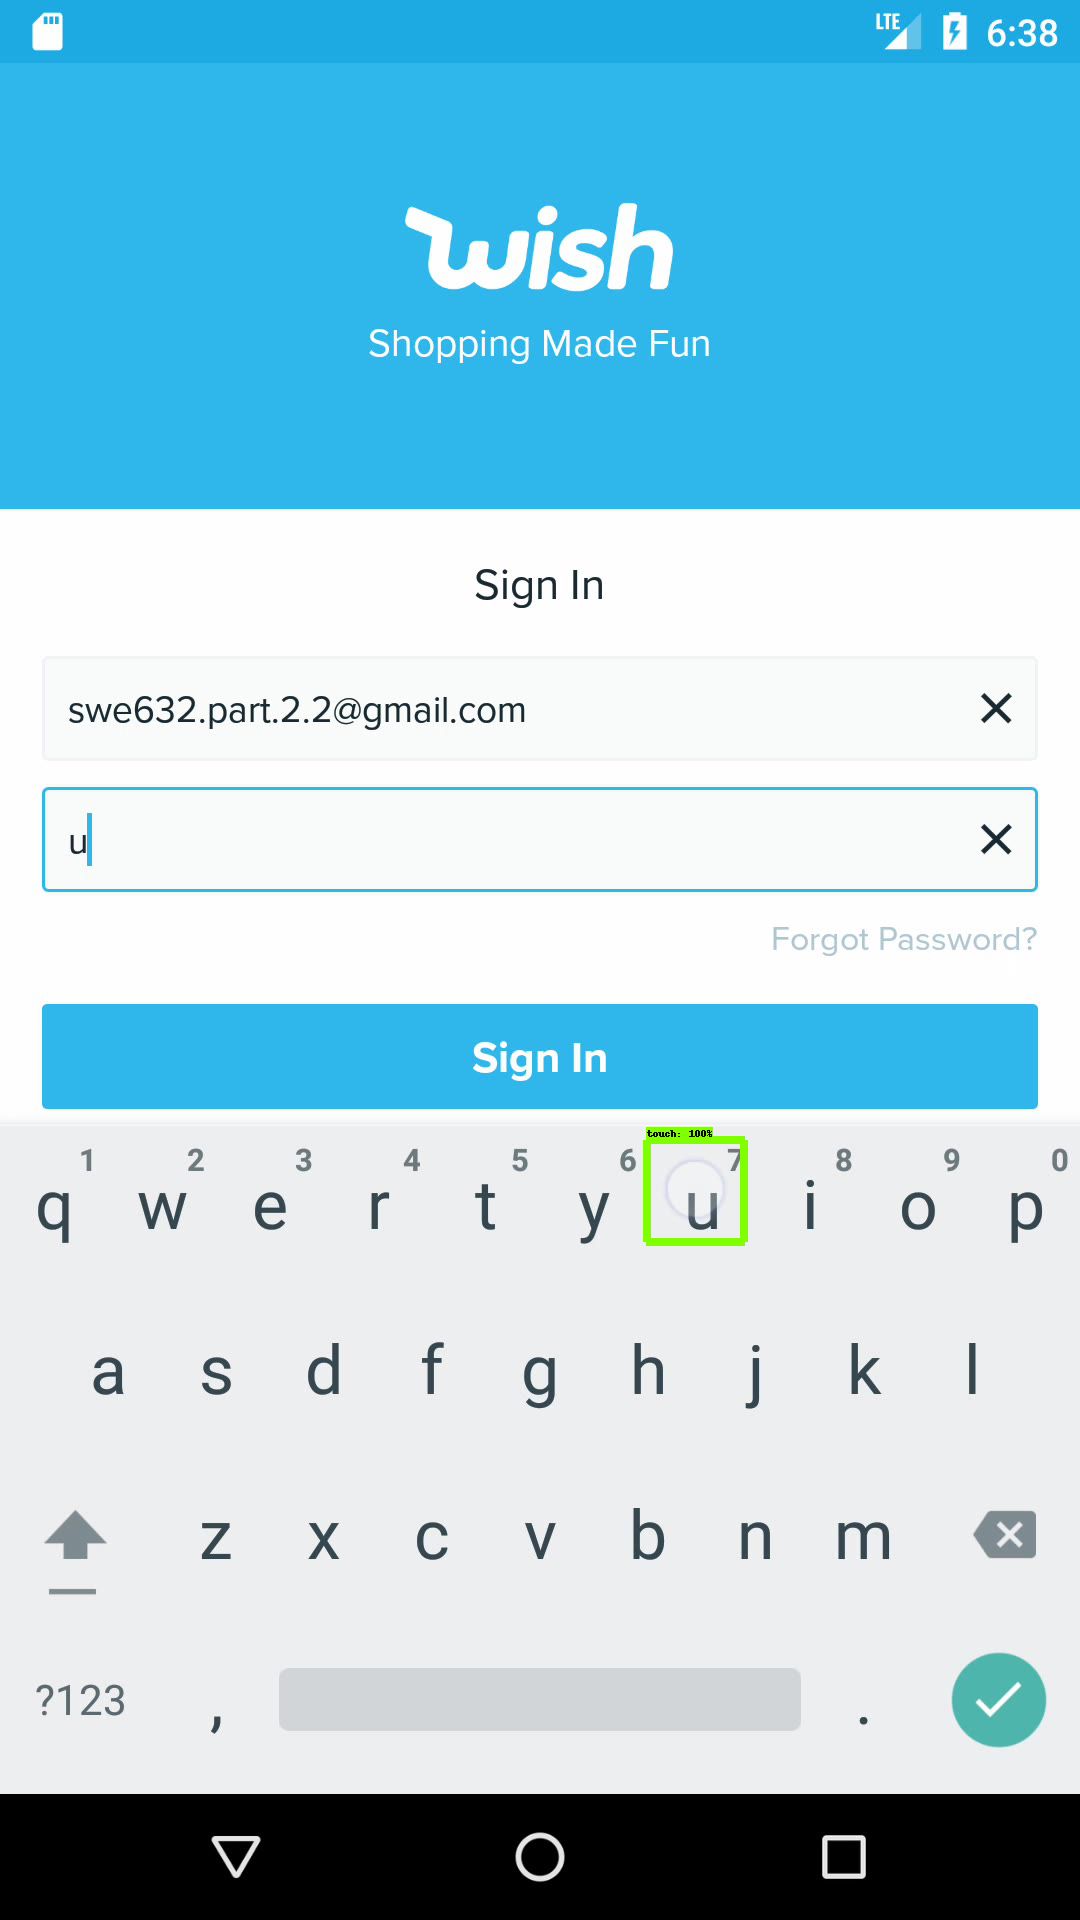 LTE 6:38
wish
Shopping Made Fun
Sign In
swe632.part.2.2@gmail.com
u
Forgot Password?
Sign In
touch: 100%
1 2 3 4 5 6 7 8 9 0
q w e r t y u i o p
a s d f g h j k l
z x c v b n m
?123 , .